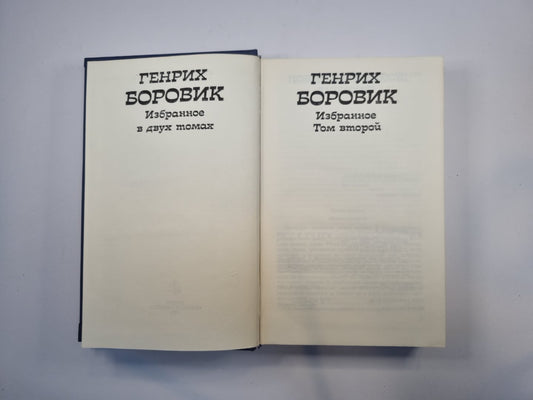 ГЕНРИХ
БОРОВИК
Избранное
в двух томах
ГЕНРИХ
БОРОВИК
Избранное
Том второй